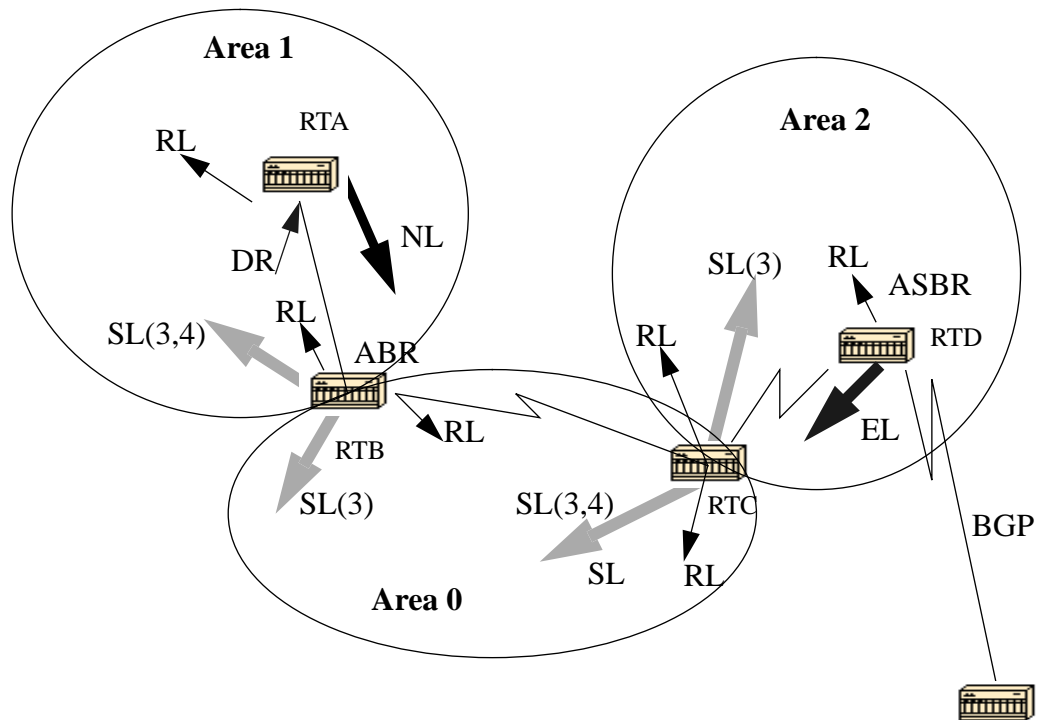 Area 1
RTA
RL
Area 2
NL
DR
SL(3)
RL
ASBR
RL
SL(3,4)
ABR
RL
RTD
EL
RL
RTB
SL(3)
SL(3,4)
RTC
BGP
SL
RL
Area 0